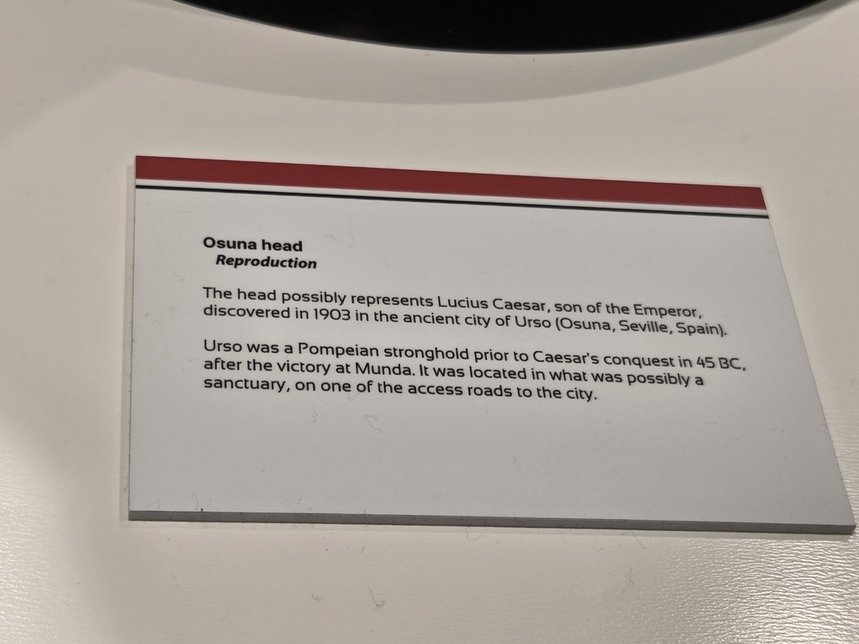 Osuna head
Reproduction
The head possibly represents Lucius Caesar, son of the Emperor,
discovered in 1903 in the ancient city of Urso (Osuna, Seville, Spain).
Urso was a Pompeian stronghold prior to Caesar's conquest in 45 BC,
after the victory at Munda. It was located in what was possibly a
sanctuary, on one of the access roads to the city.